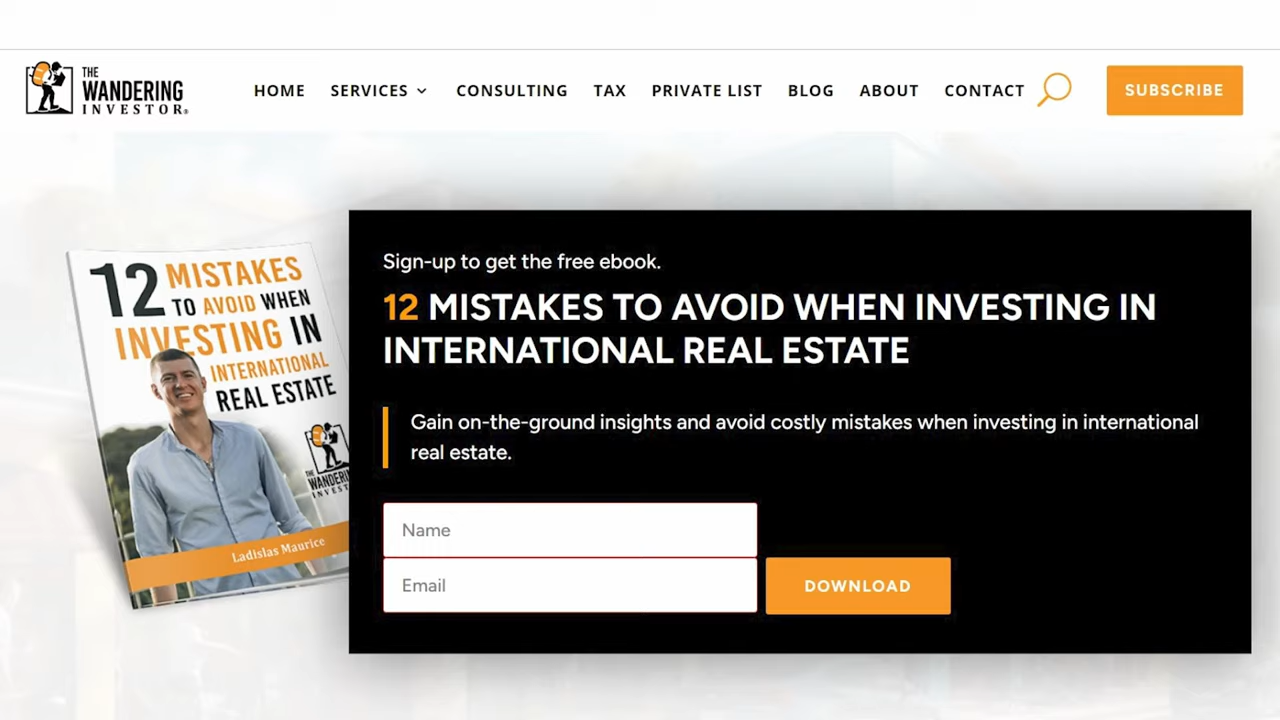 THE
WANDERING
INVESTOR®
HOME SERVICES CONSULTING TAX PRIVATE LIST BLOG ABOUT CONTACT SUBSCRIBE
12 MISTAKES
TO AVOID WHEN
INVESTING IN
INTERNATIONAL
REAL ESTATE
THE
WANDERIN
INVEST
Ladislas Maurice
Sign-up to get the free ebook.
12 MISTAKES TO AVOID WHEN INVESTING IN
INTERNATIONAL REAL ESTATE
Gain on-the-ground insights and avoid costly mistakes when investing in international
real estate.
Name
Email
DOWNLOAD